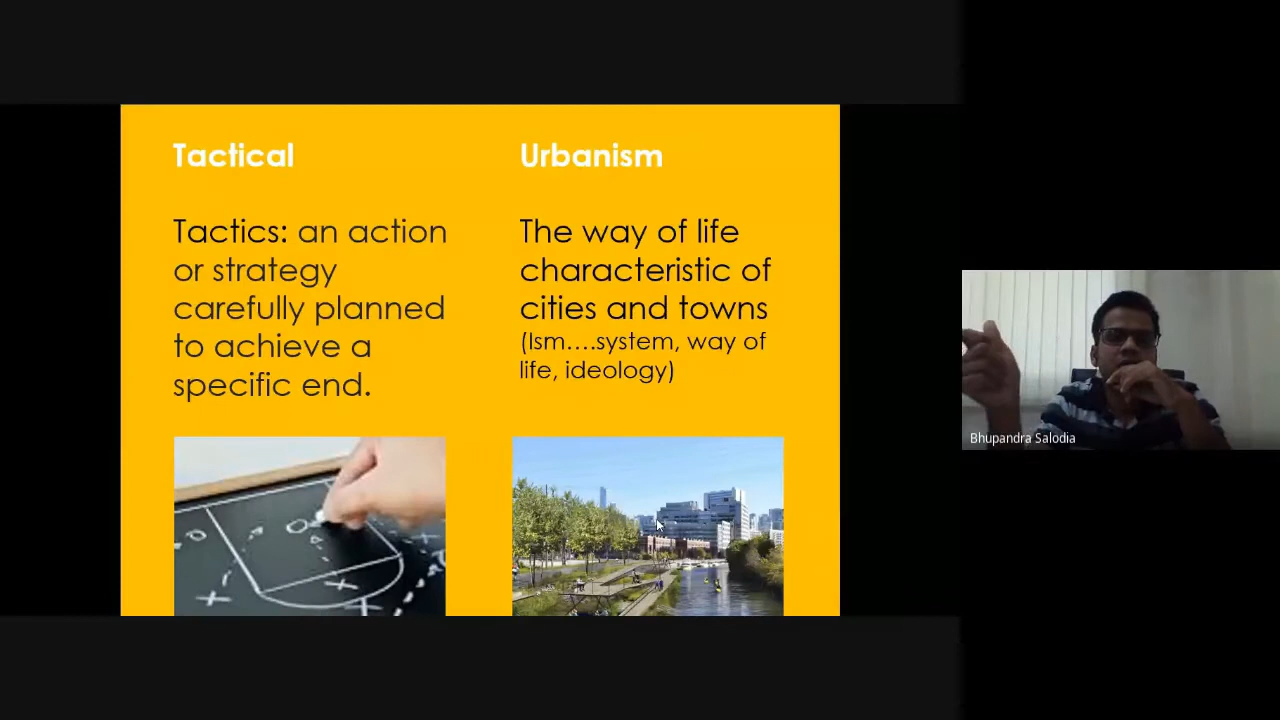 Tactical
Tactics: an action
or strategy
carefully planned
to achieve a
specific end.
Urbanism
The way of life
characteristic of
cities and towns
(Ism....system, way of
life, ideology)
Bhupandra Salodia